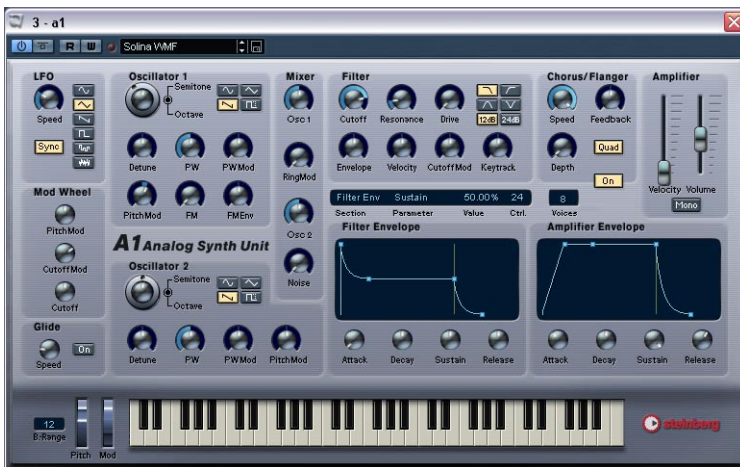 3 - a1
R W Solina WMF
LFO
Speed
Sync
Mod Wheel
PitchMod
CutoffMod
Cutoff
Glide
Speed On
Oscillator 1
Semitone
Octave
Detune PW PWMod
PitchMod FM FMEnv
A1 Analog Synth Unit
Oscillator 2
Semitone
Octave
Detune PW PWMod PitchMod
Mixer
Osc 1
RingMod
Osc 2
Noise
Filter
Cutoff Resonance Drive 12dB 24dB
Envelope Velocity CutoffMod Keytrack
Chorus/Flanger
Speed Feedback
Quad
Depth
On
Amplifier
Velocity Volume
Mono
Filter Env Sustain 50.00% 24 8
Section Parameter Value Ctrl. Voices
Filter Envelope
Attack Decay Sustain Release
Amplifier Envelope
Attack Decay Sustain Release
12
B.Range
Pitch Mod
steinberg